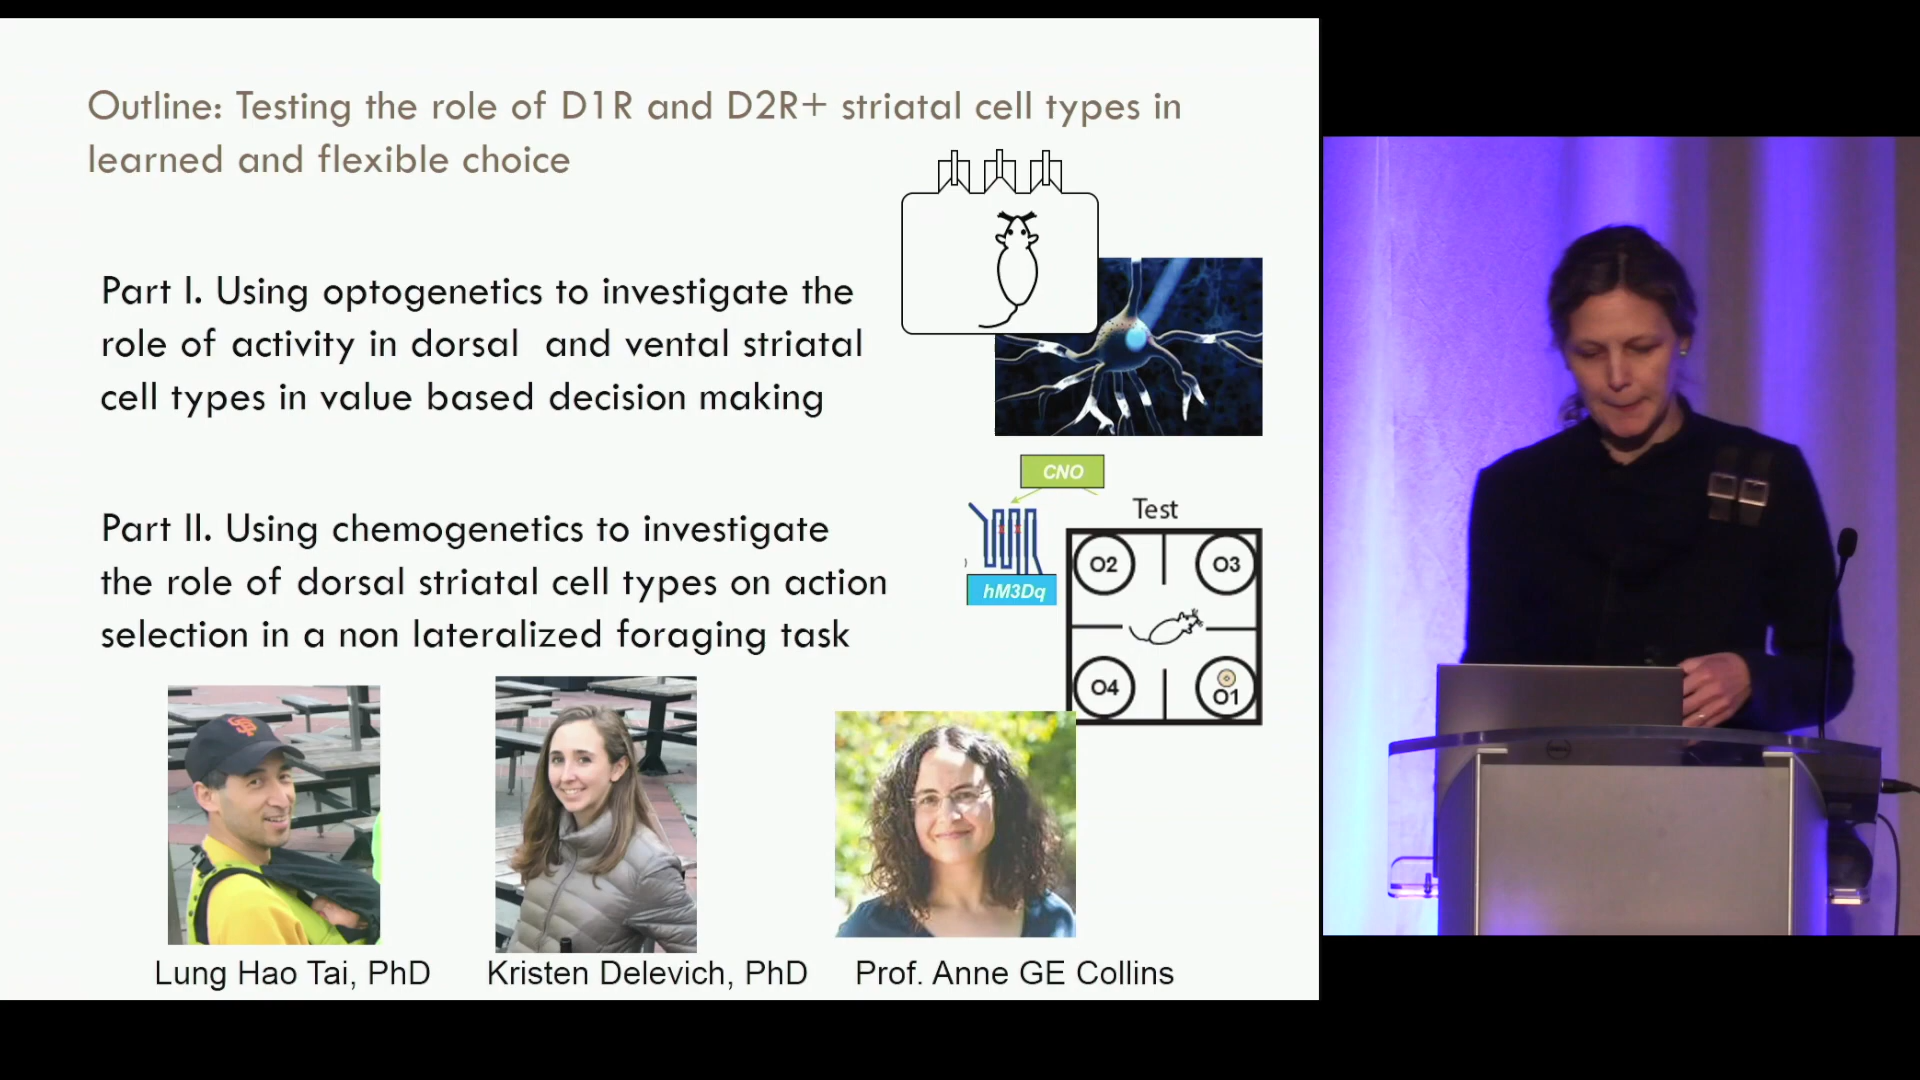 Outline: Testing the role of D1R and D2R+ striatal cell types in
learned and flexible choice
Part I. Using optogenetics to investigate the
role of activity in dorsal and vental striatal
cell types in value based decision making
CNO
hM3Dq
Test
O2
O3
O4
O1
Part II. Using chemogenetics to investigate
the role of dorsal striatal cell types on action
selection in a non lateralized foraging task
SF
Lung Hao Tai, PhD
Kristen Delevich, PhD
Prof. Anne GE Collins
DELL